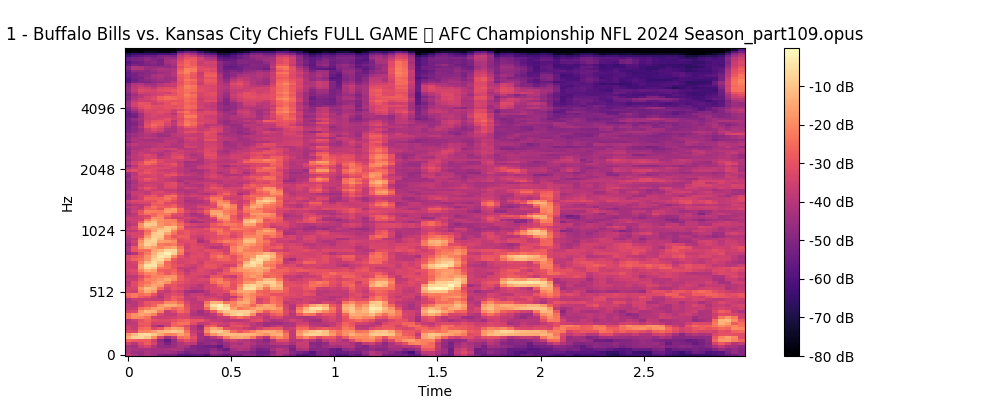 1 - Buffalo Bills vs. Kansas City Chiefs FULL GAME AFC Championship NFL 2024 Season_part109.opus
Hz
4096
2048
1024
512
0
0
0.5
1
1.5
2
2.5
Time
-10 dB
-20 dB
-30 dB
-40 dB
-50 dB
-60 dB
-70 dB
-80 dB